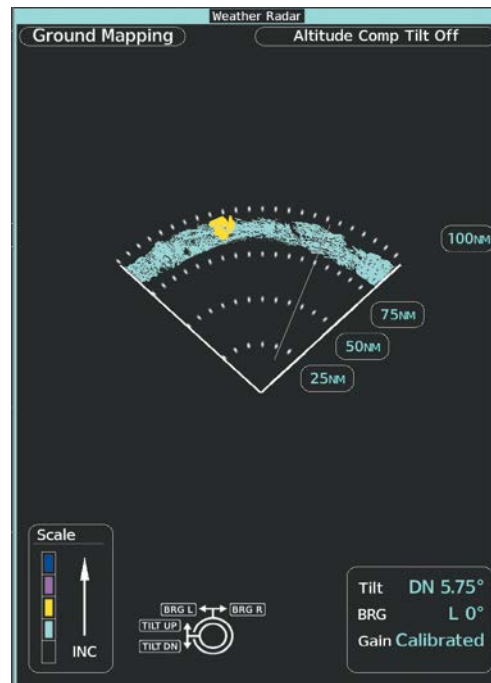 Weather Radar
Ground Mapping
Altitude Comp Tilt Off
100NM
75NM
50NM
25NM
Scale
INC
BRG L
BRG R
TILT UP
TILT DN
Tilt DN 5.75°
BRG L 0°
Gain Calibrated